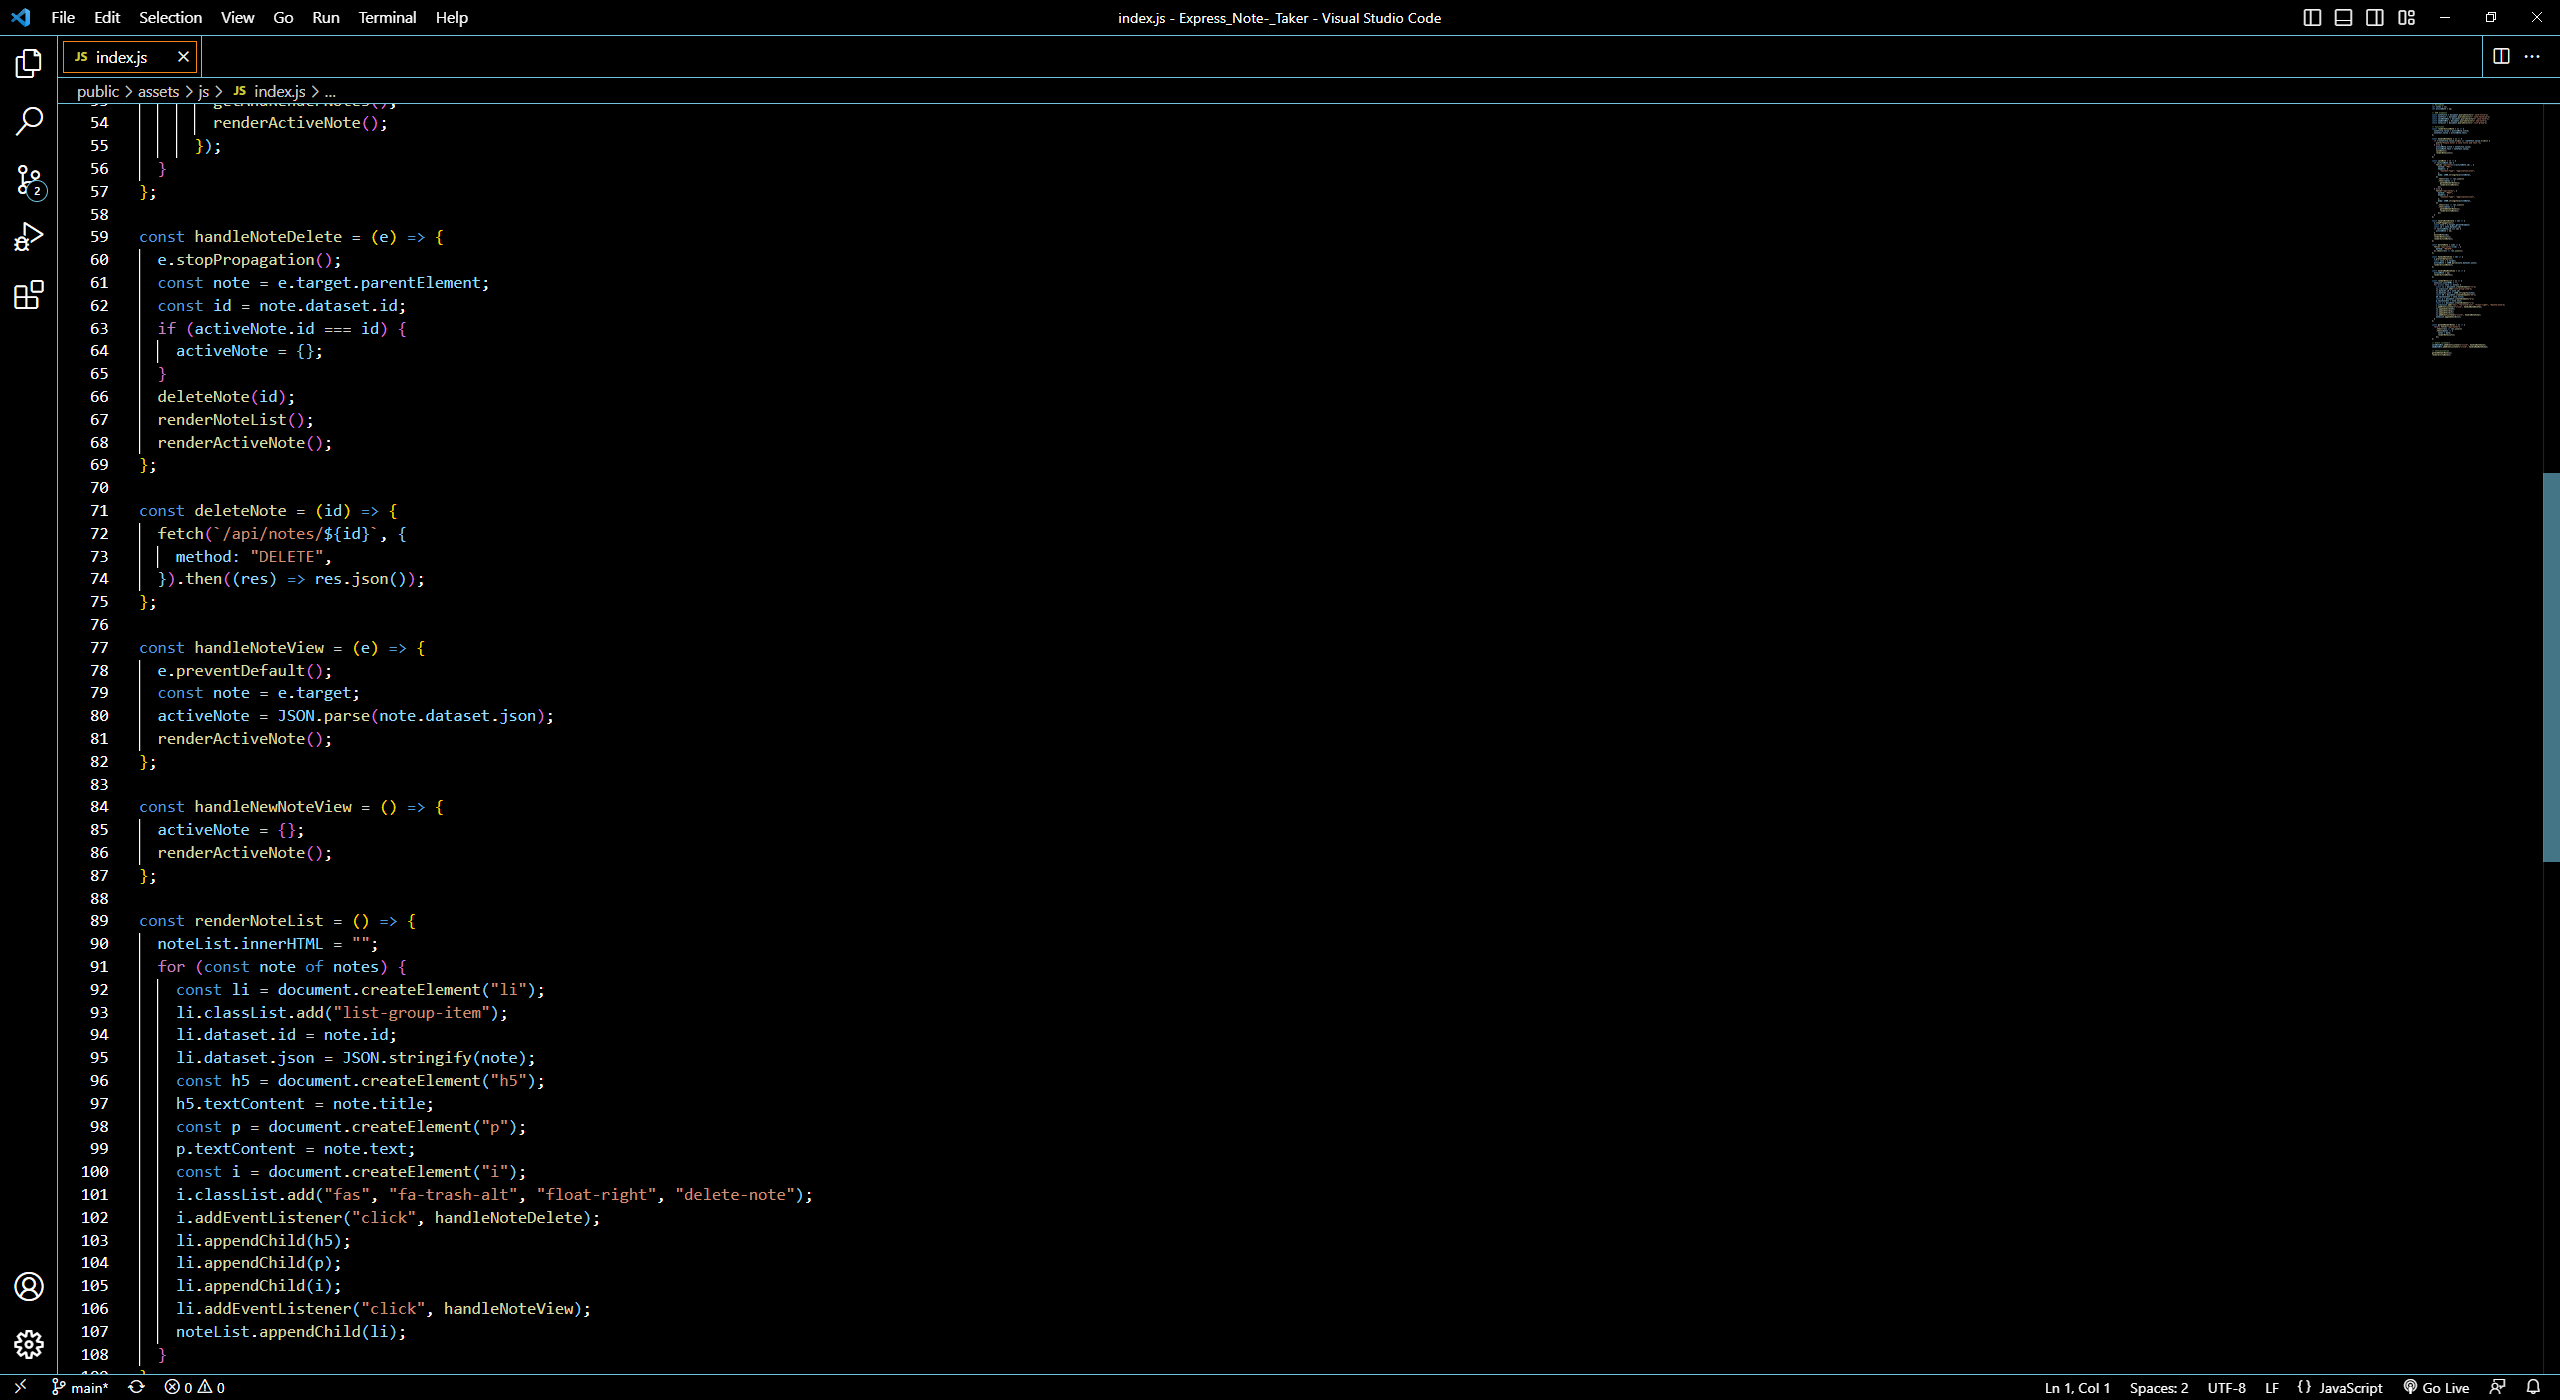 File Edit Selection View Go Run Terminal Help
index.js - Express_Note-_Taker - Visual Studio Code
JS index.js
public > assets > js > JS index.js > ...
54 renderActiveNote();
55 });
56 }
57 };
58
59 const handleNoteDelete = (e) => {
60 e.stopPropagation();
61 const note = e.target.parentElement;
62 const id = note.dataset.id;
63 if (activeNote.id === id) {
64 activeNote = {};
65 }
66 deleteNote(id);
67 renderNoteList();
68 renderActiveNote();
69 };
70
71 const deleteNote = (id) => {
72 fetch(`/api/notes/${id}`, {
73 method: "DELETE",
74 }).then((res) => res.json());
75 };
76
77 const handleNoteView = (e) => {
78 e.preventDefault();
79 const note = e.target;
80 activeNote = JSON.parse(note.dataset.json);
81 renderActiveNote();
82 };
83
84 const handleNewNoteView = () => {
85 activeNote = {};
86 renderActiveNote();
87 };
88
89 const renderNoteList = () => {
90 noteList.innerHTML = "";
91 for (const note of notes) {
92 const li = document.createElement("li");
93 li.classList.add("list-group-item");
94 li.dataset.id = note.id;
95 li.dataset.json = JSON.stringify(note);
96 const h5 = document.createElement("h5");
97 h5.textContent = note.title;
98 const p = document.createElement("p");
99 p.textContent = note.text;
100 const i = document.createElement("i");
101 i.classList.add("fas", "fa-trash-alt", "float-right", "delete-note");
102 i.addEventListener("click", handleNoteDelete);
103 li.appendChild(h5);
104 li.appendChild(p);
105 li.appendChild(i);
106 li.addEventListener("click", handleNoteView);
107 noteList.appendChild(li);
108 }
2
main* 0 0
Ln 1, Col 1 Spaces: 2 UTF-8 LF {} JavaScript Go Live